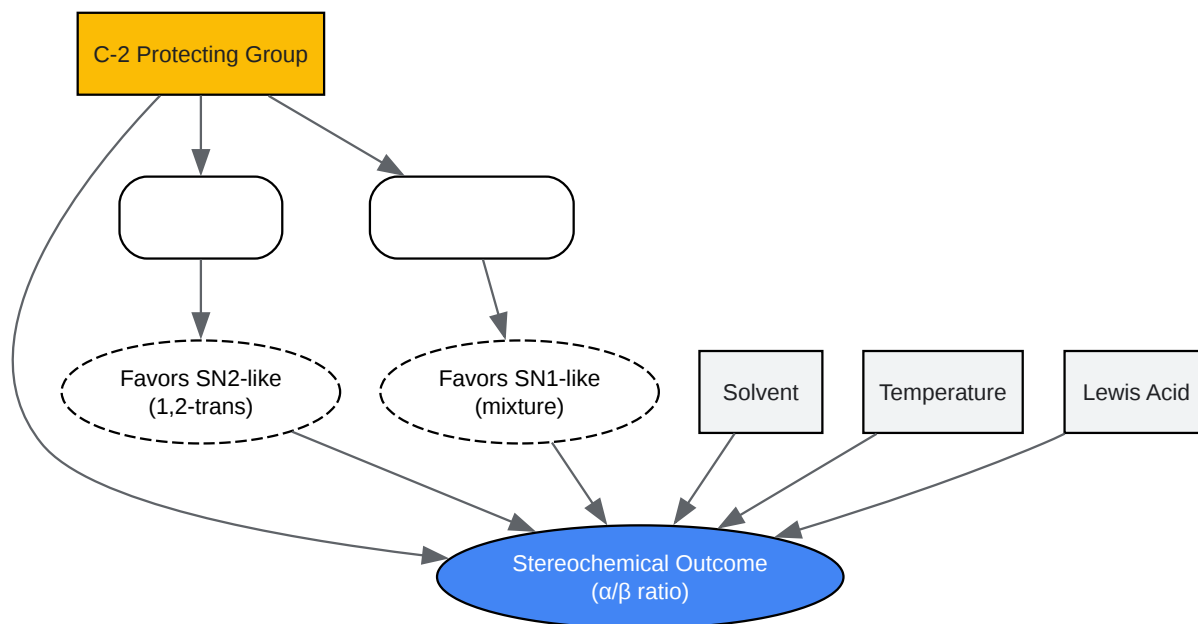 C-2 Protecting Group
Favors SN2-like
(1,2-trans)
Favors SN1-like
(mixture)
Solvent
Temperature
Lewis Acid
Stereochemical Outcome
(α/β ratio)